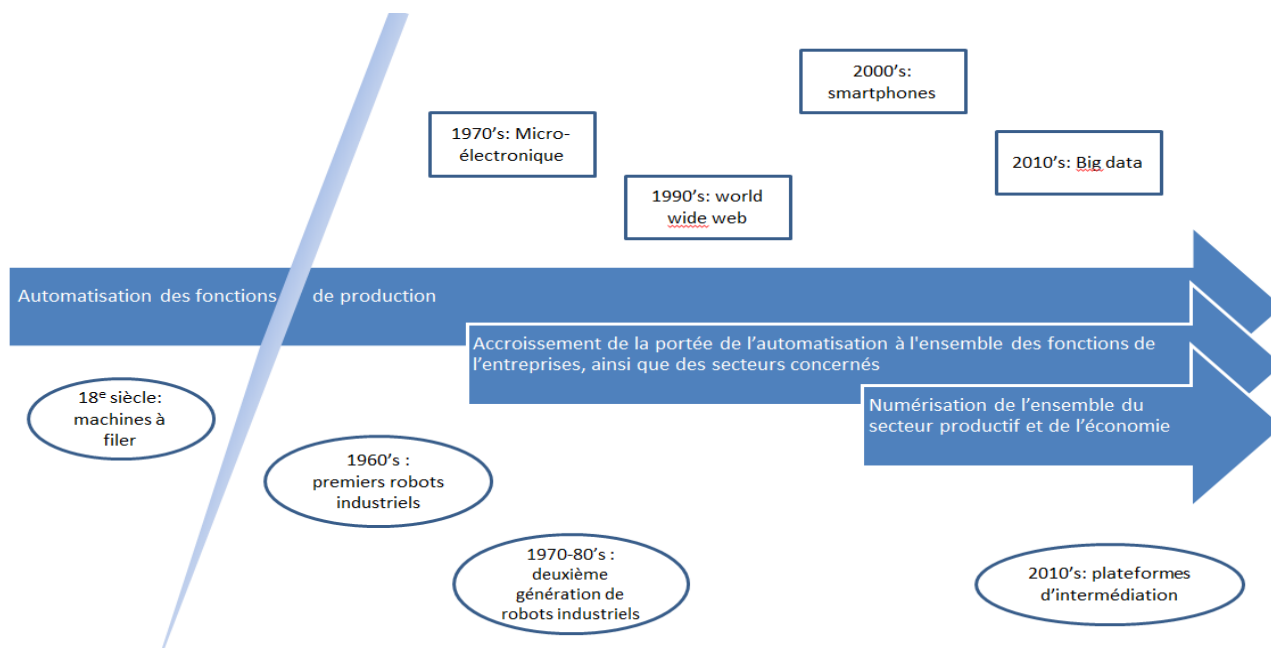 2000's:
smartphones
1970's: Micro-
électronique
2010's: Big data
1990's: world
wide web
Automatisation des fonctions de production
Accroissement de la portée de l'automatisation à l'ensemble des fonctions de
l'entreprises, ainsi que des secteurs concernés
18e siècle:
machines à
filer
Numérisation de l'ensemble du
secteur productif et de l'économie
1960's :
premiers robots
industriels
1970-80's :
deuxième
génération de
robots industriels
2010's: plateformes
d'intermédiation